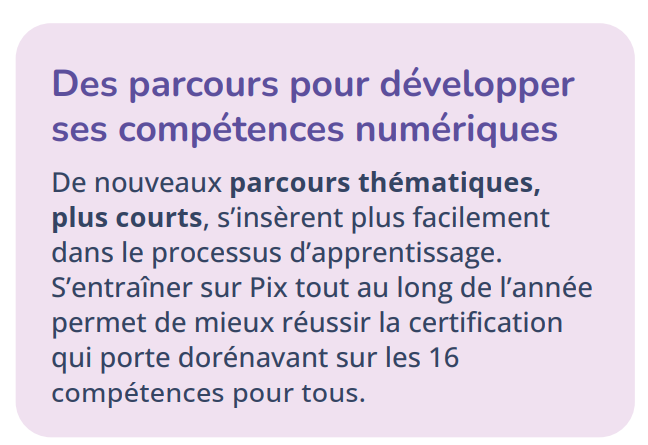 Des parcours pour développer
ses compétences numériques
De nouveaux parcours thématiques,
plus courts, s’insèrent plus facilement
dans le processus d’apprentissage.
S’entraîner sur Pix tout au long de l’année
permet de mieux réussir la certification
qui porte dorénavant sur les 16
compétences pour tous.